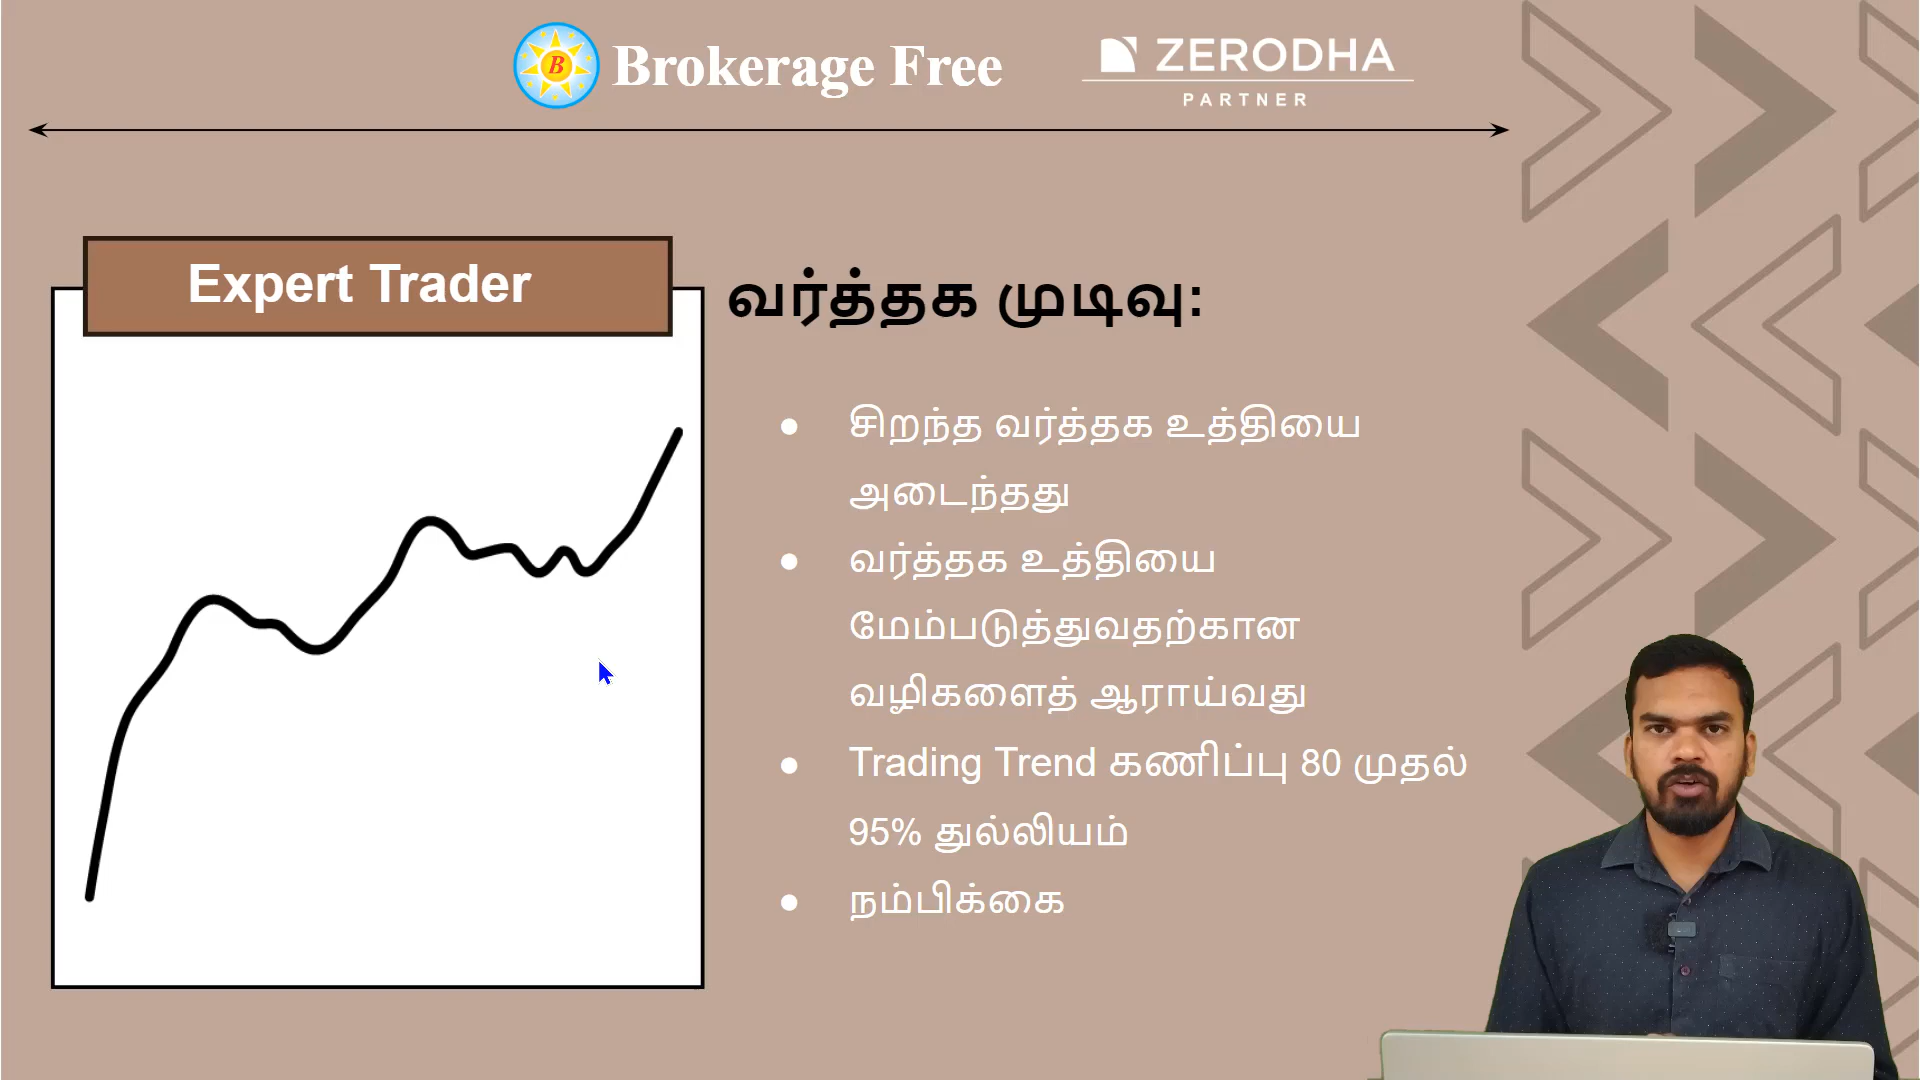 B Brokerage Free
ZERODHA
PARTNER
Expert Trader
வர்த்தக முடிவு:
● சிறந்த வர்த்தக உத்தியை
அடைந்தது
● வர்த்தக உத்தியை
மேம்படுத்துவதற்கான
வழிகளைத் ஆராய்வது
● Trading Trend கணிப்பு 80 முதல்
95% துல்லியம்
● நம்பிக்கை